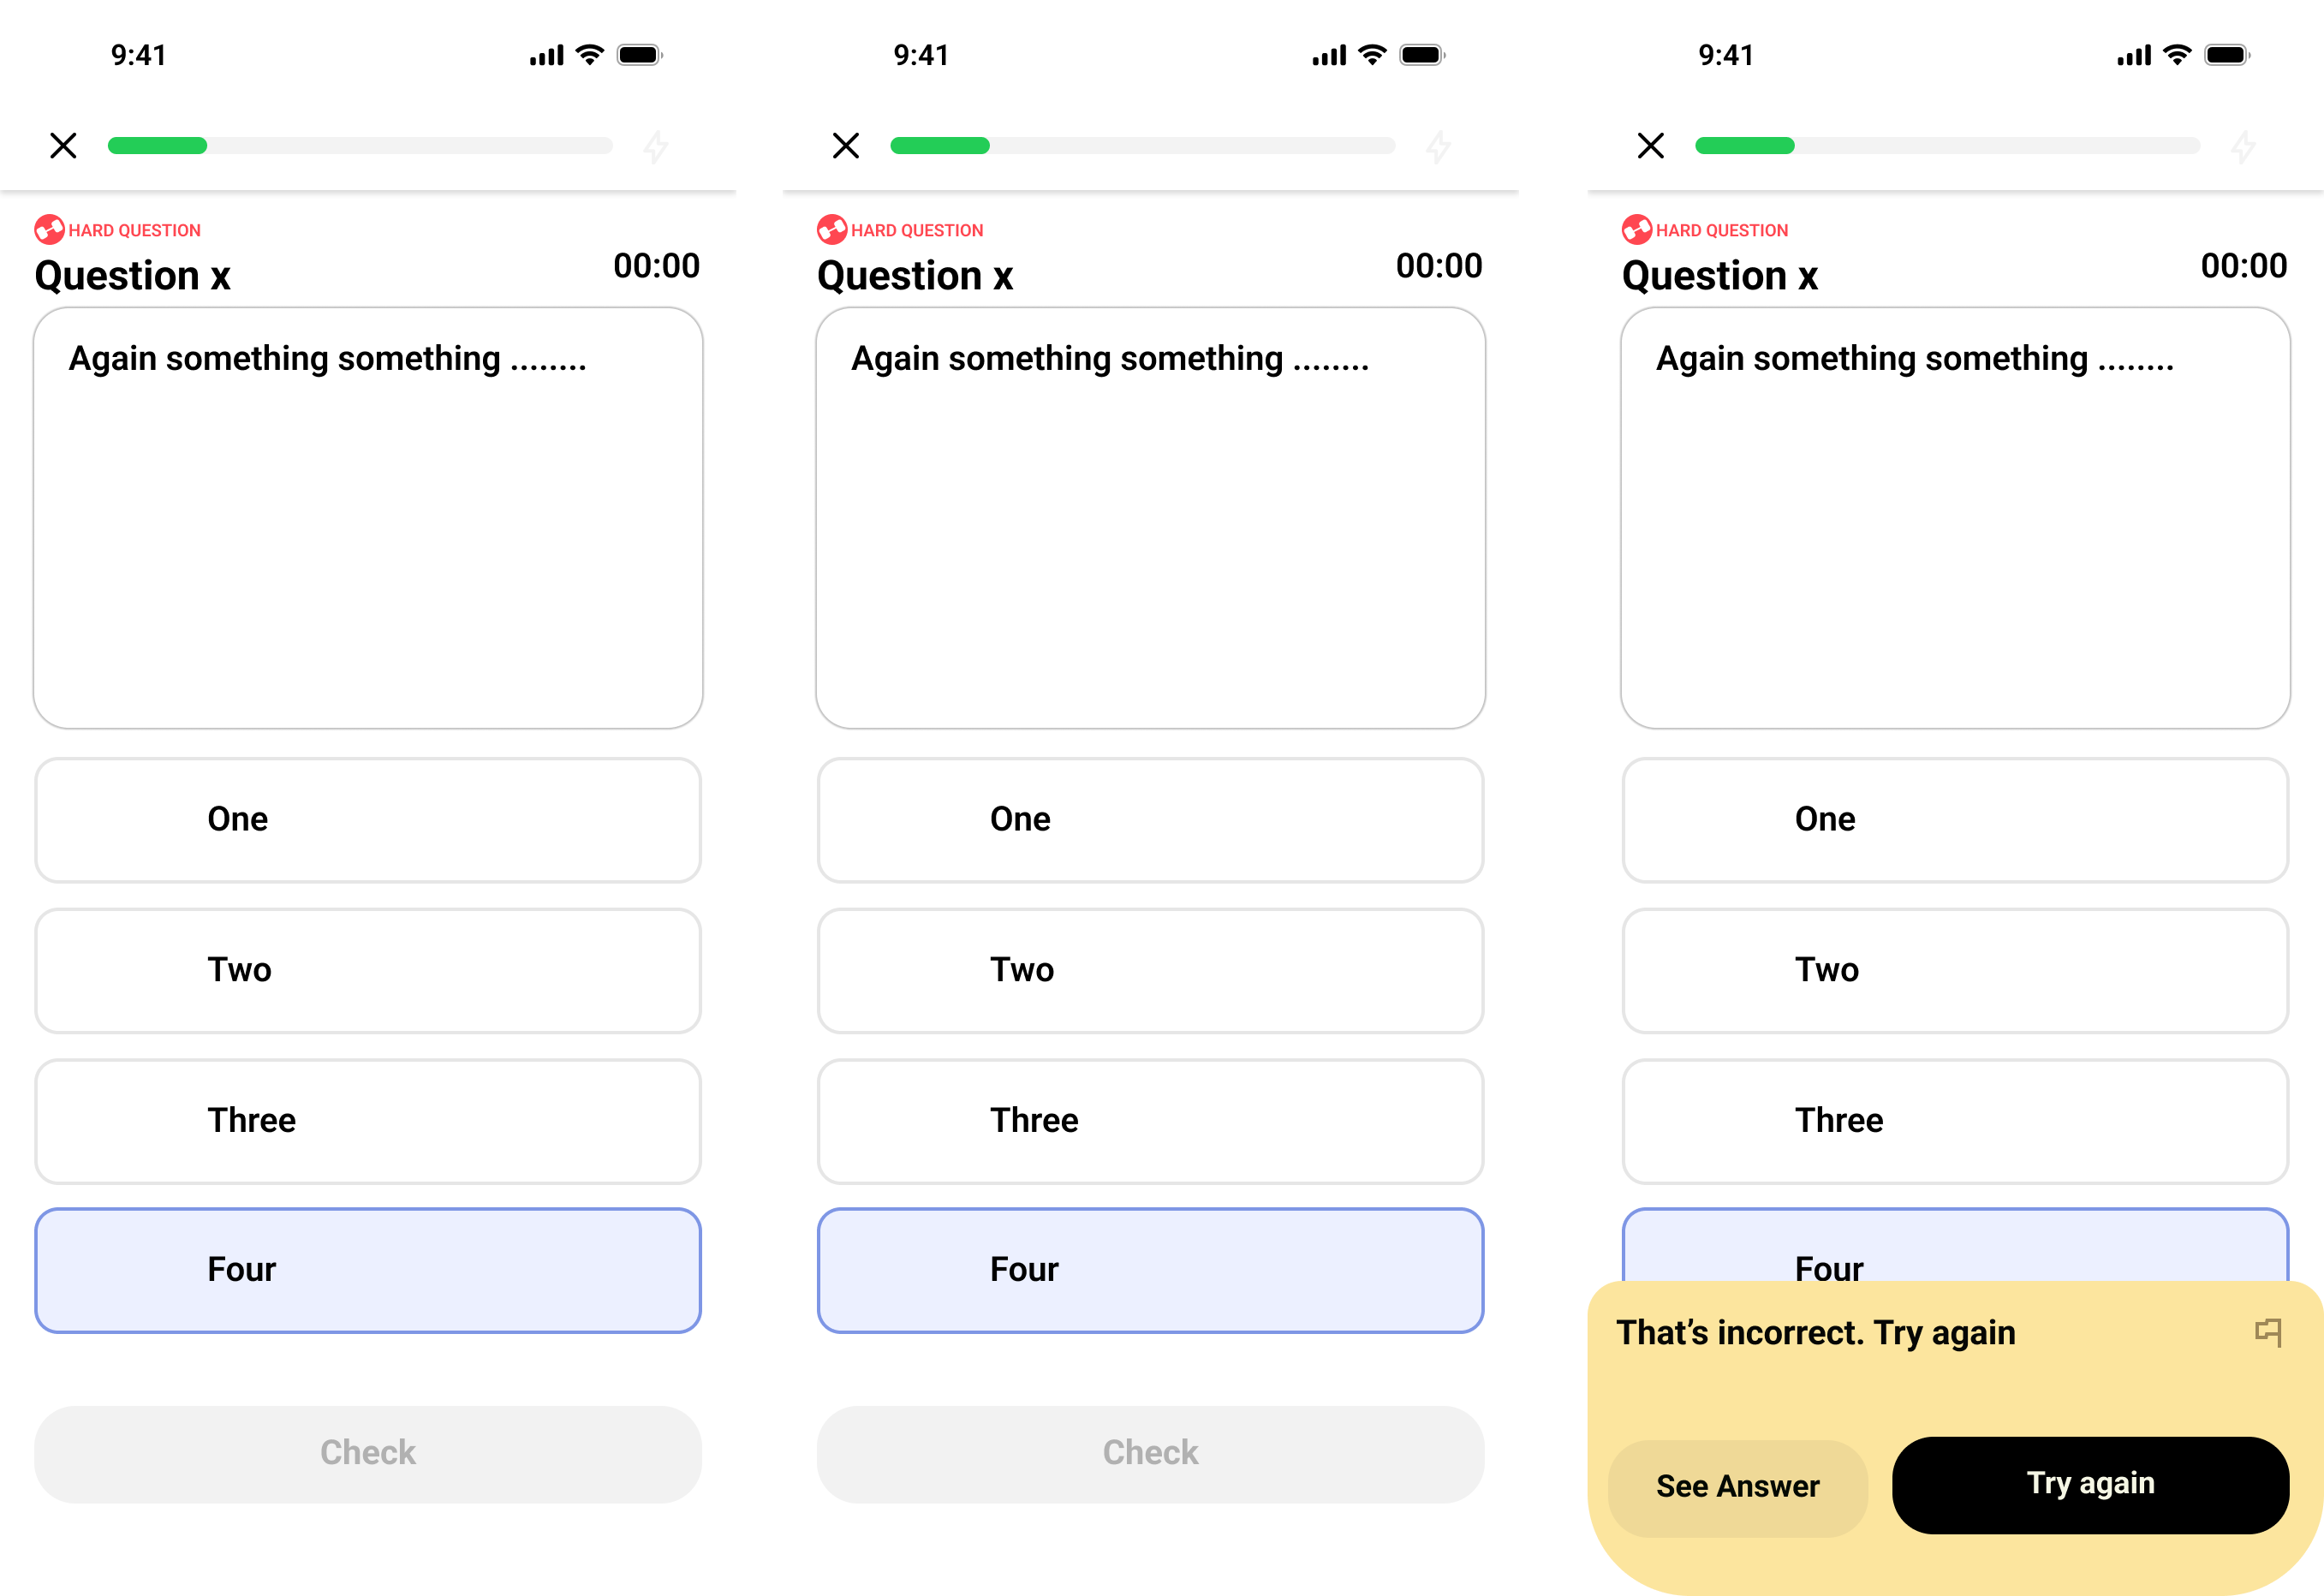 9:41
HARD QUESTION
Question x
00:00
Again something something ........
One
Two
Three
Four
Check
9:41
HARD QUESTION
Question x
00:00
Again something something ........
One
Two
Three
Four
Check
9:41
HARD QUESTION
Question x
00:00
Again something something ........
One
Two
Three
Four
That’s incorrect. Try again
See Answer
Try again